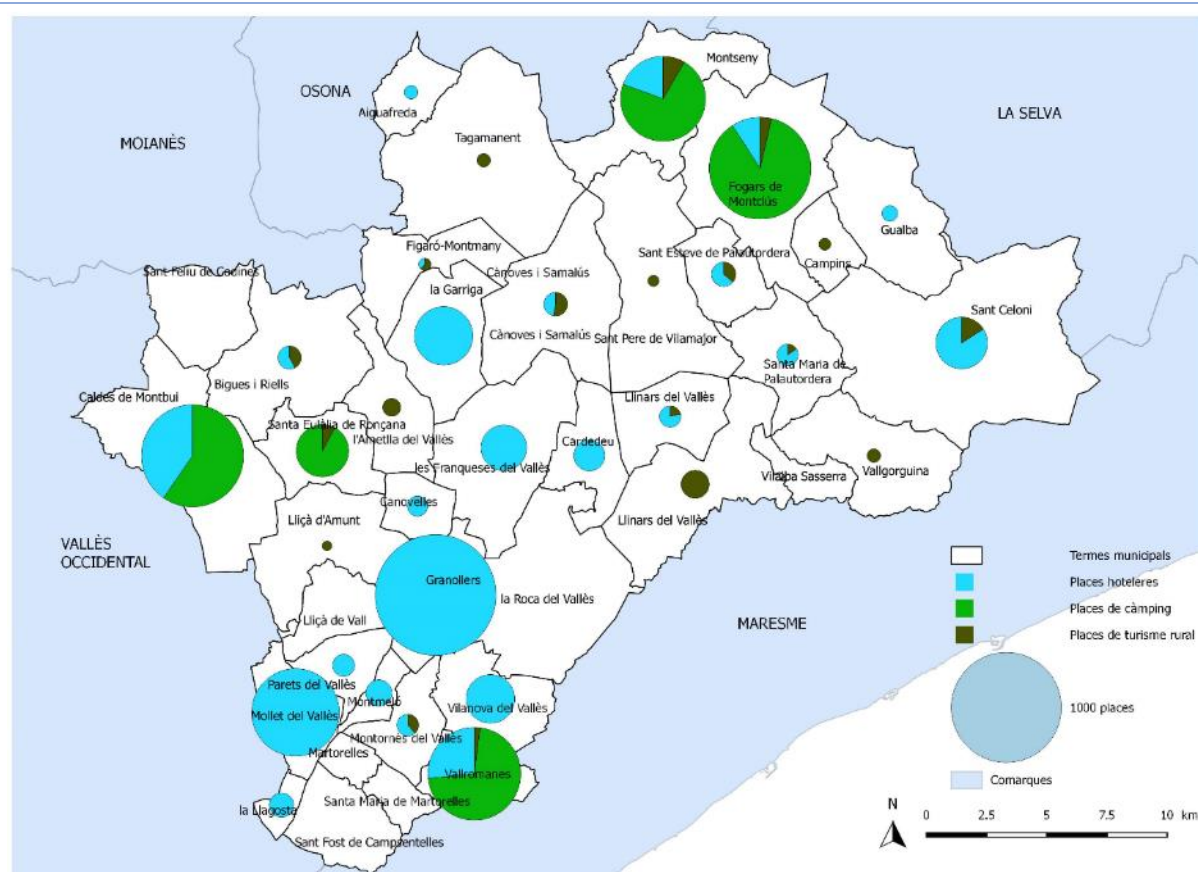 Montseny
OSONA
LA SELVA
Aiguafreda
MOIANÈS
Tagamanent
Fogars de
Montclús
Gualba
Figaró-Montmany
Sant Esteve de Palautordera
Campins
Sant Feliu de Codines
Cànoves i Samalús
la Garriga
Sant Celoni
Cànoves i Samalús
Sant Pere de Vilamajor
Santa Maria de
Palautordera
Bigues i Riells
Caldes de Montbui
Llinars del Vallès
Santa Eulàlia de Ronçana
l'Ametlla del Vallès
Cardedeu
les Franqueses del Vallès
Vilalba Sasserra
Vallgorguina
Canovelles
Lliçà d'Amunt
Llinars del Vallès
VALLÈS
OCCIDENTAL
Termes municipals
Granollers
Places hoteleres
la Roca del Vallès
Places de càmping
Lliçà de Vall
MARESME
Places de turisme rural
Parets del Vallès
Montmeló
1000 places
Mollet del Vallès
Vilanova del Vallès
Montornès del Vallès
Martorelles
Vallromanes
Comarques
Santa Maria de Martorelles
la Llagosta
N
0 2.5 5 7.5 10 km
Sant Fost de Campsentelles